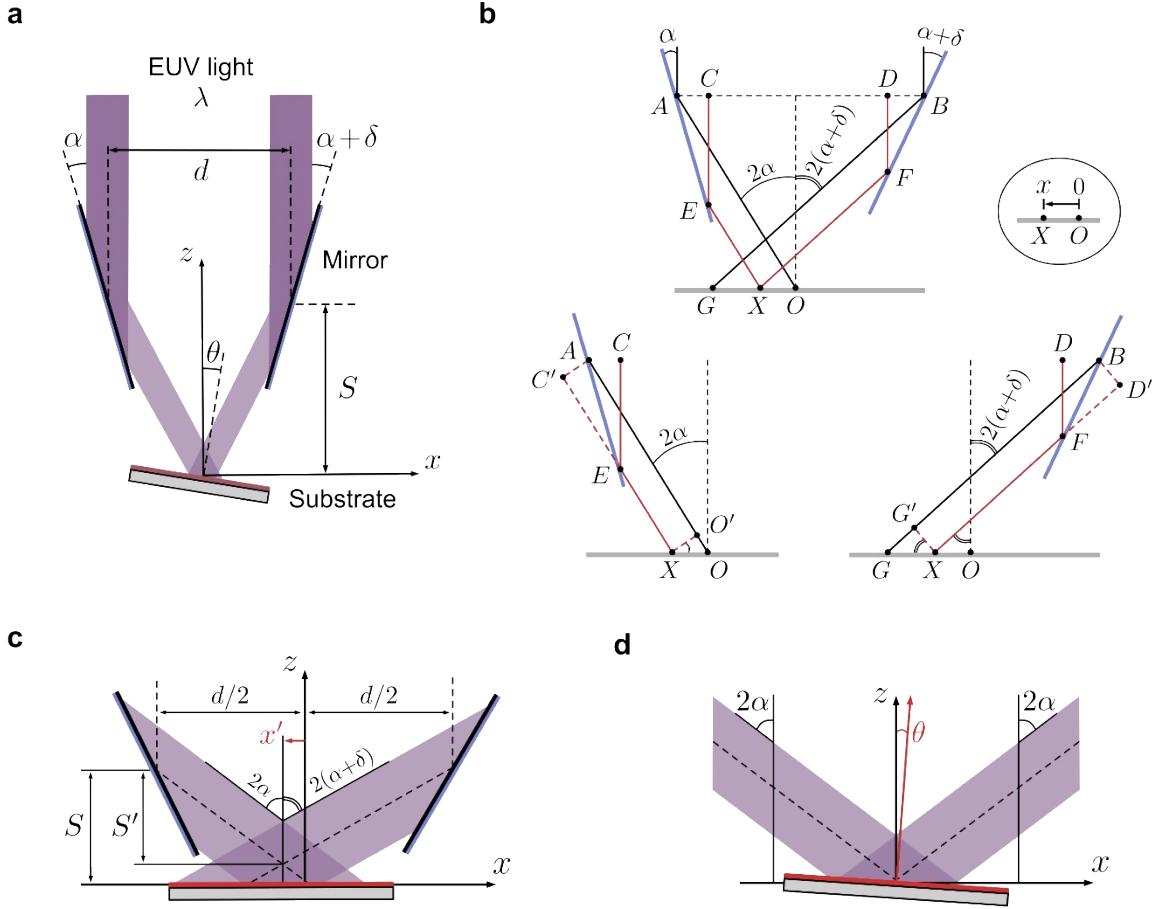 a
EUV light
λ
α
α+δ
d
z
Mirror
θ
S
x
Substrate
b
α
α+δ
A
C
D
B
2α
2(α+δ)
E
F
x
0
X
O
G
X
O
A
C
C′
2α
E
O′
X
O
D
B
D′
2(α+δ)
F
G′
G
X
O
c
z
d/2
d/2
x′
2α
2(α+δ)
S
S′
x
d
2α
z
2α
θ
x